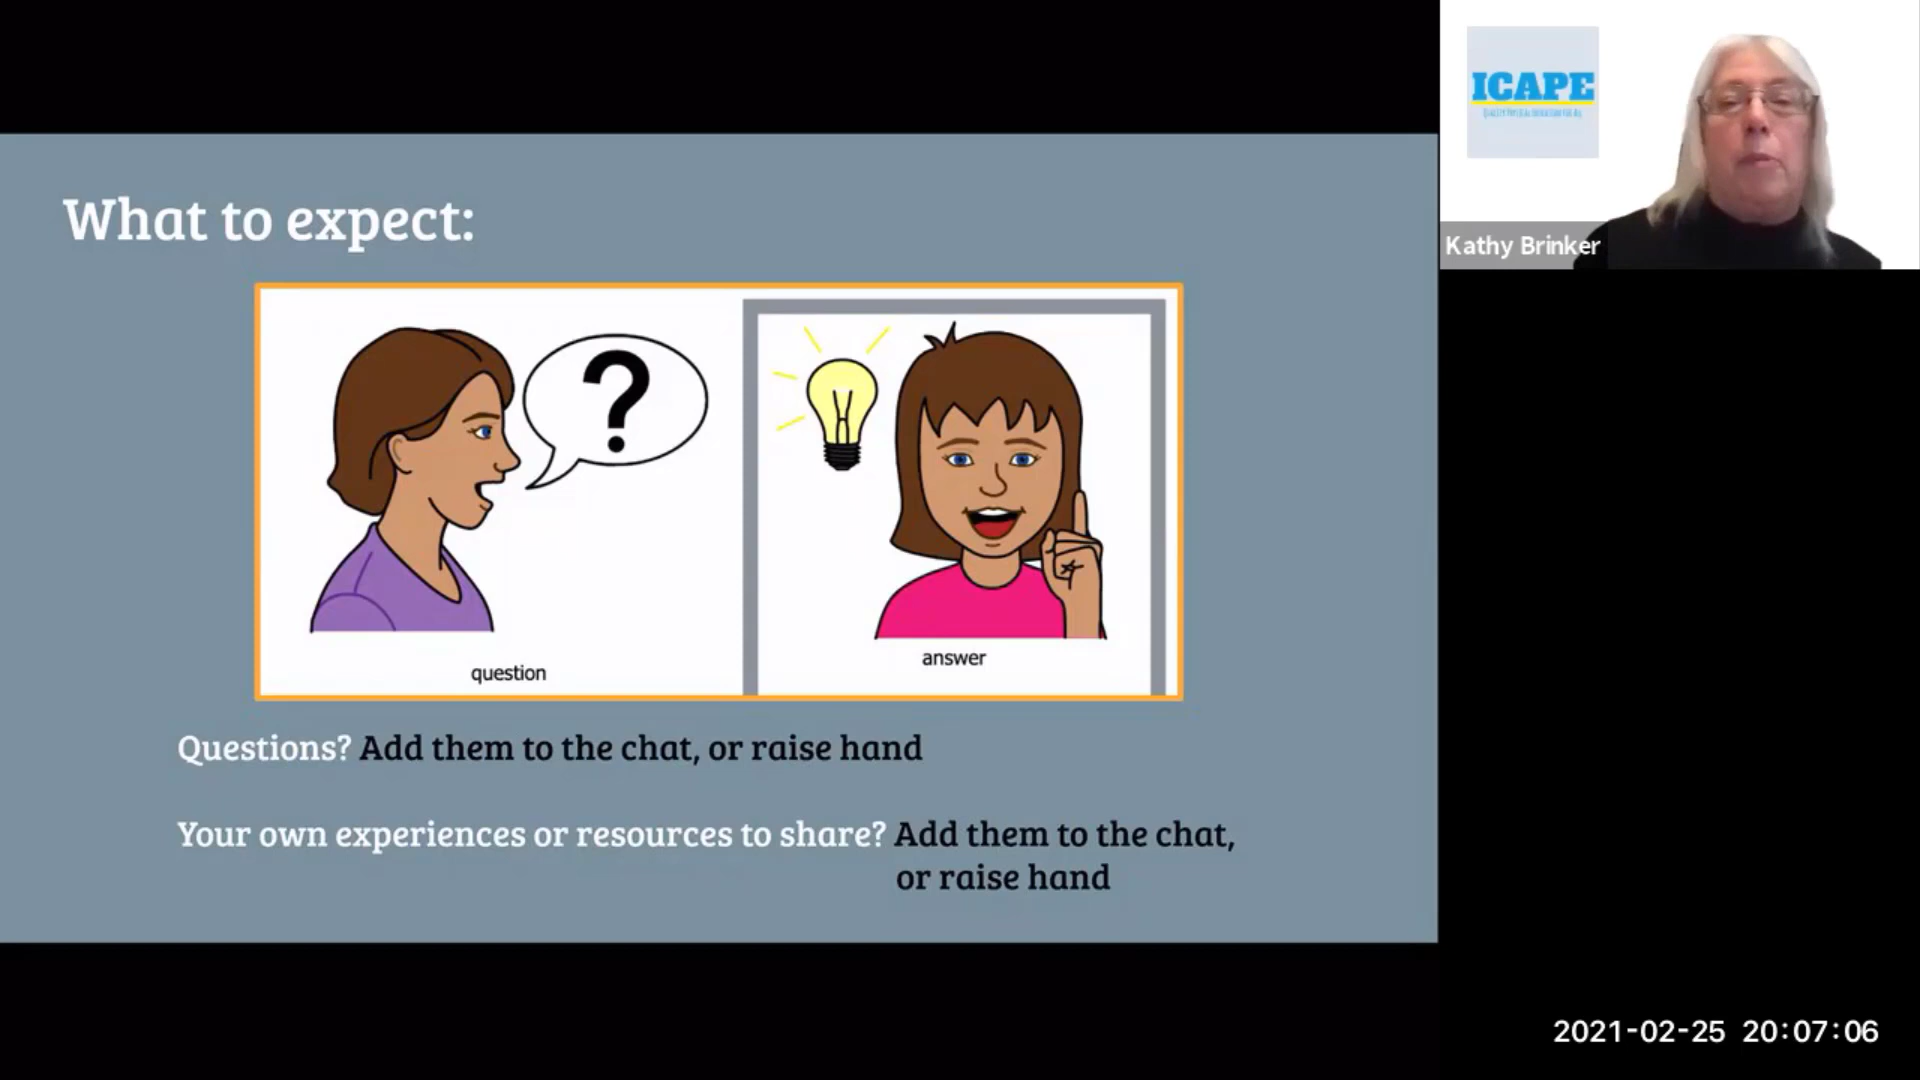 What to expect:
?
question
answer
Questions? Add them to the chat, or raise hand
Your own experiences or resources to share? Add them to the chat,
or raise hand
ICAPE
Kathy Brinker
2021-02-25 20:07:06